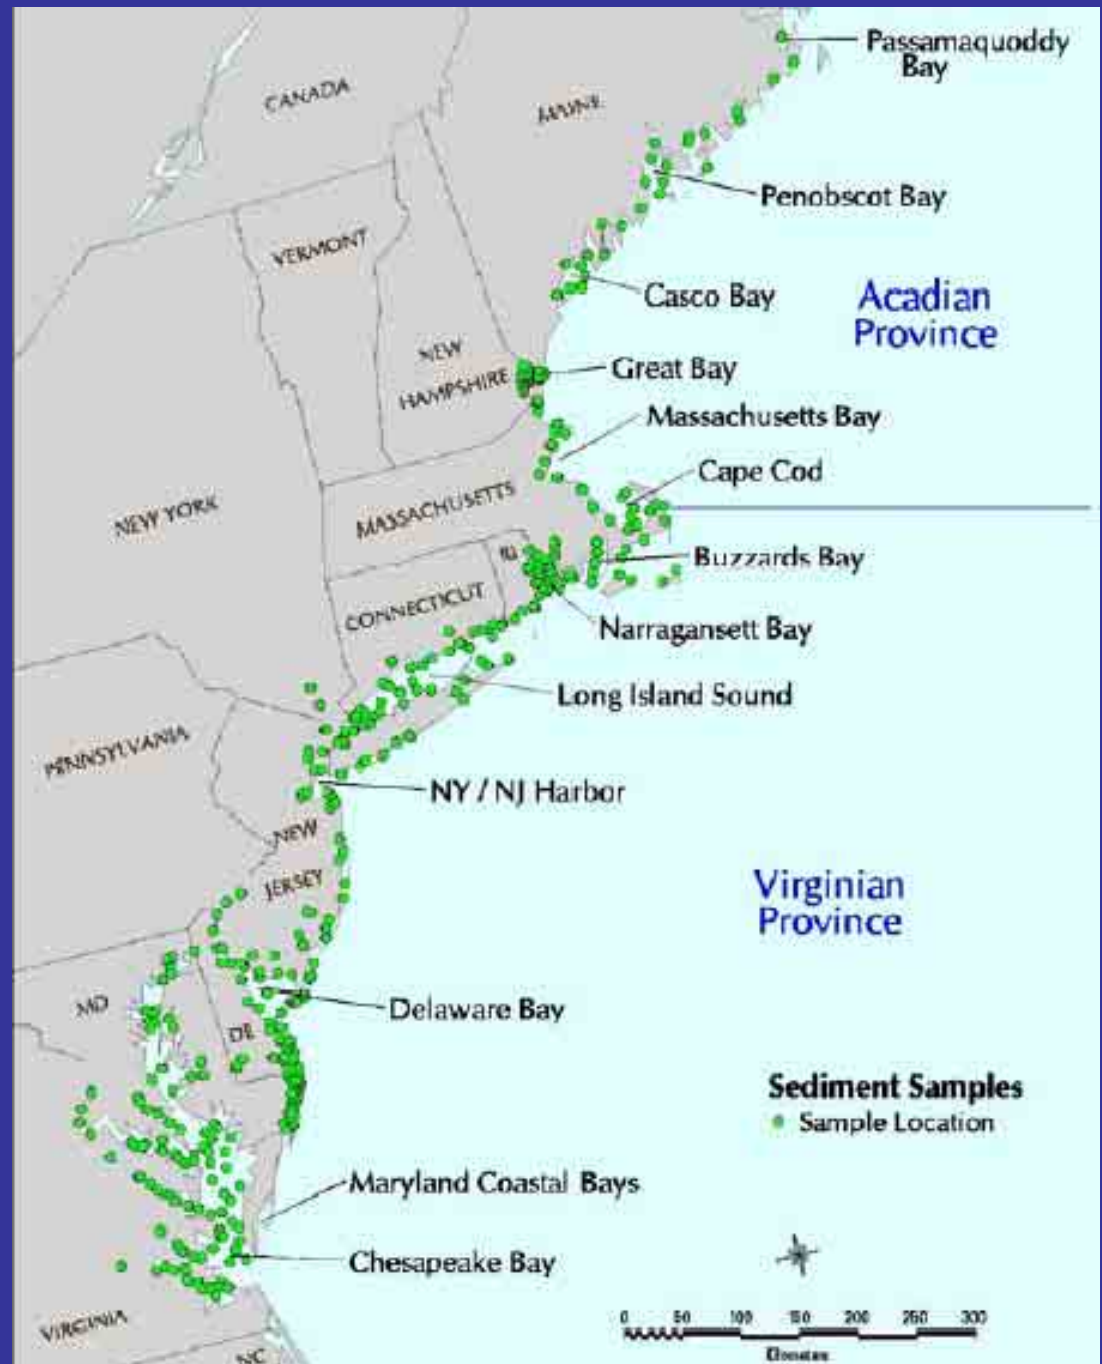 Passamaquoddy
Bay
CANADA
MAINE
Penobscot Bay
VERMONT
Casco Bay
Acadian
Province
NEW
HAMPSHIRE
Great Bay
Massachusetts Bay
Cape Cod
NEW YORK
MASSACHUSETTS
RI
Buzzards Bay
CONNECTICUT
Narragansett Bay
Long Island Sound
PENNSYLVANIA
NY / NJ Harbor
NEW
JERSEY
Virginian
Province
MD
Delaware Bay
DE
Sediment Samples
Sample Location
Maryland Coastal Bays
Chesapeake Bay
VIRGINIA
NC
0 50 100 150 200 250 300
Kilometers